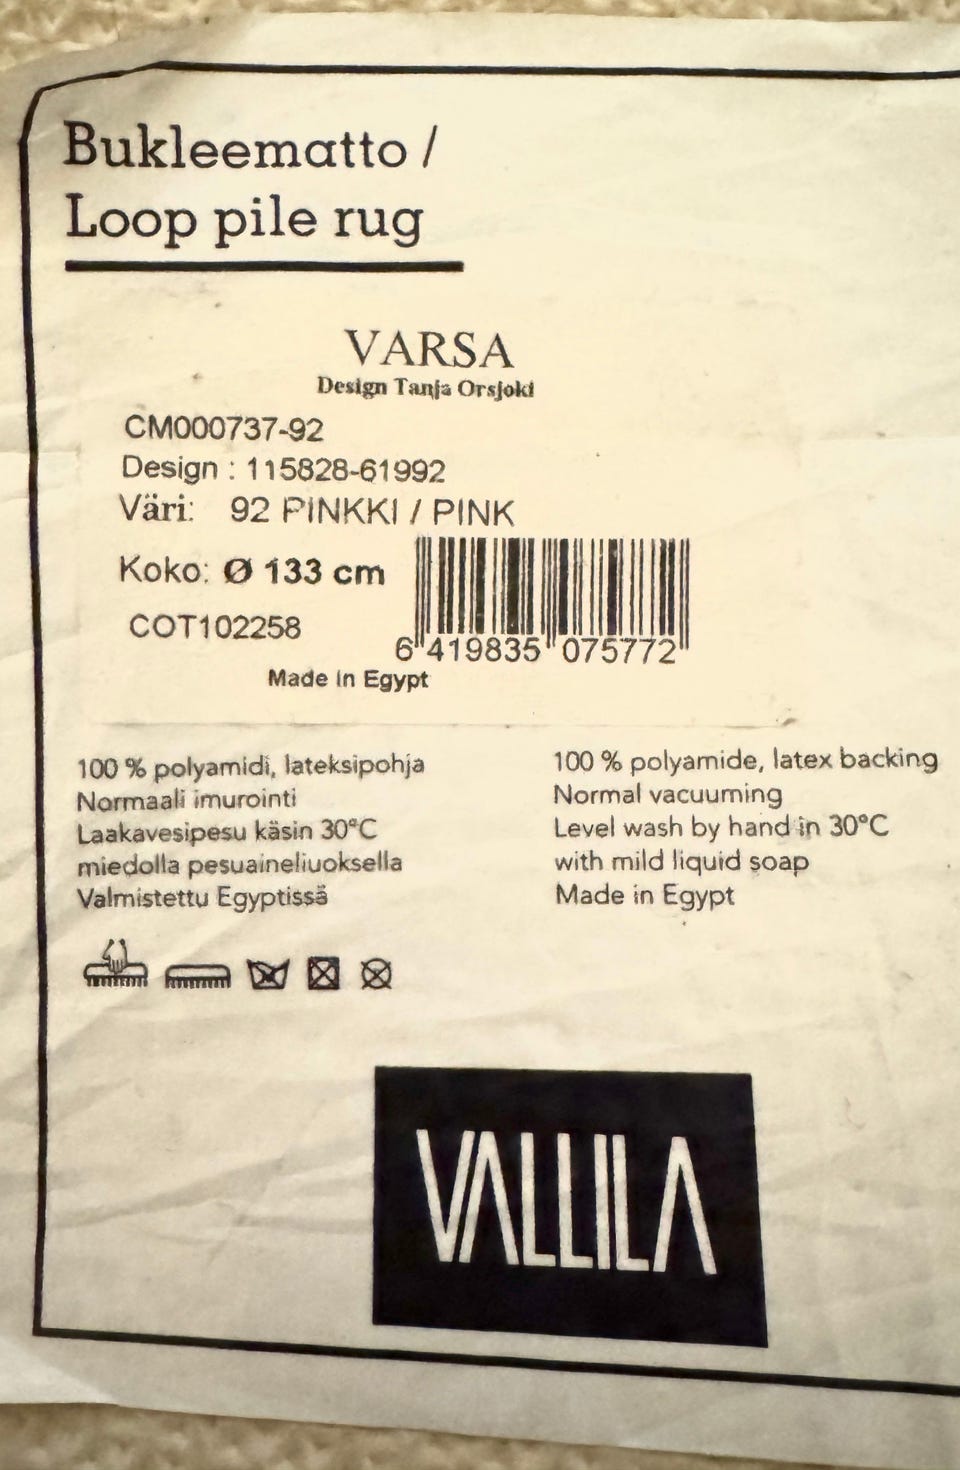 Bukleematto /
Loop pile rug
VARSA
Design Tanja Orsjoki
CM000737-92
Design : 115828-61992
Väri: 92 PINKKI / PINK
Koko: Ø 133 cm
COT102258
6 419835 075772
Made in Egypt
100 % polyamidi, lateksipohja
Normaali imurointi
Laakavesipesu käsin 30°C
miedolla pesuaineliuoksella
Valmistettu Egyptissä
100 % polyamide, latex backing
Normal vacuuming
Level wash by hand in 30°C
with mild liquid soap
Made in Egypt
VALLILA